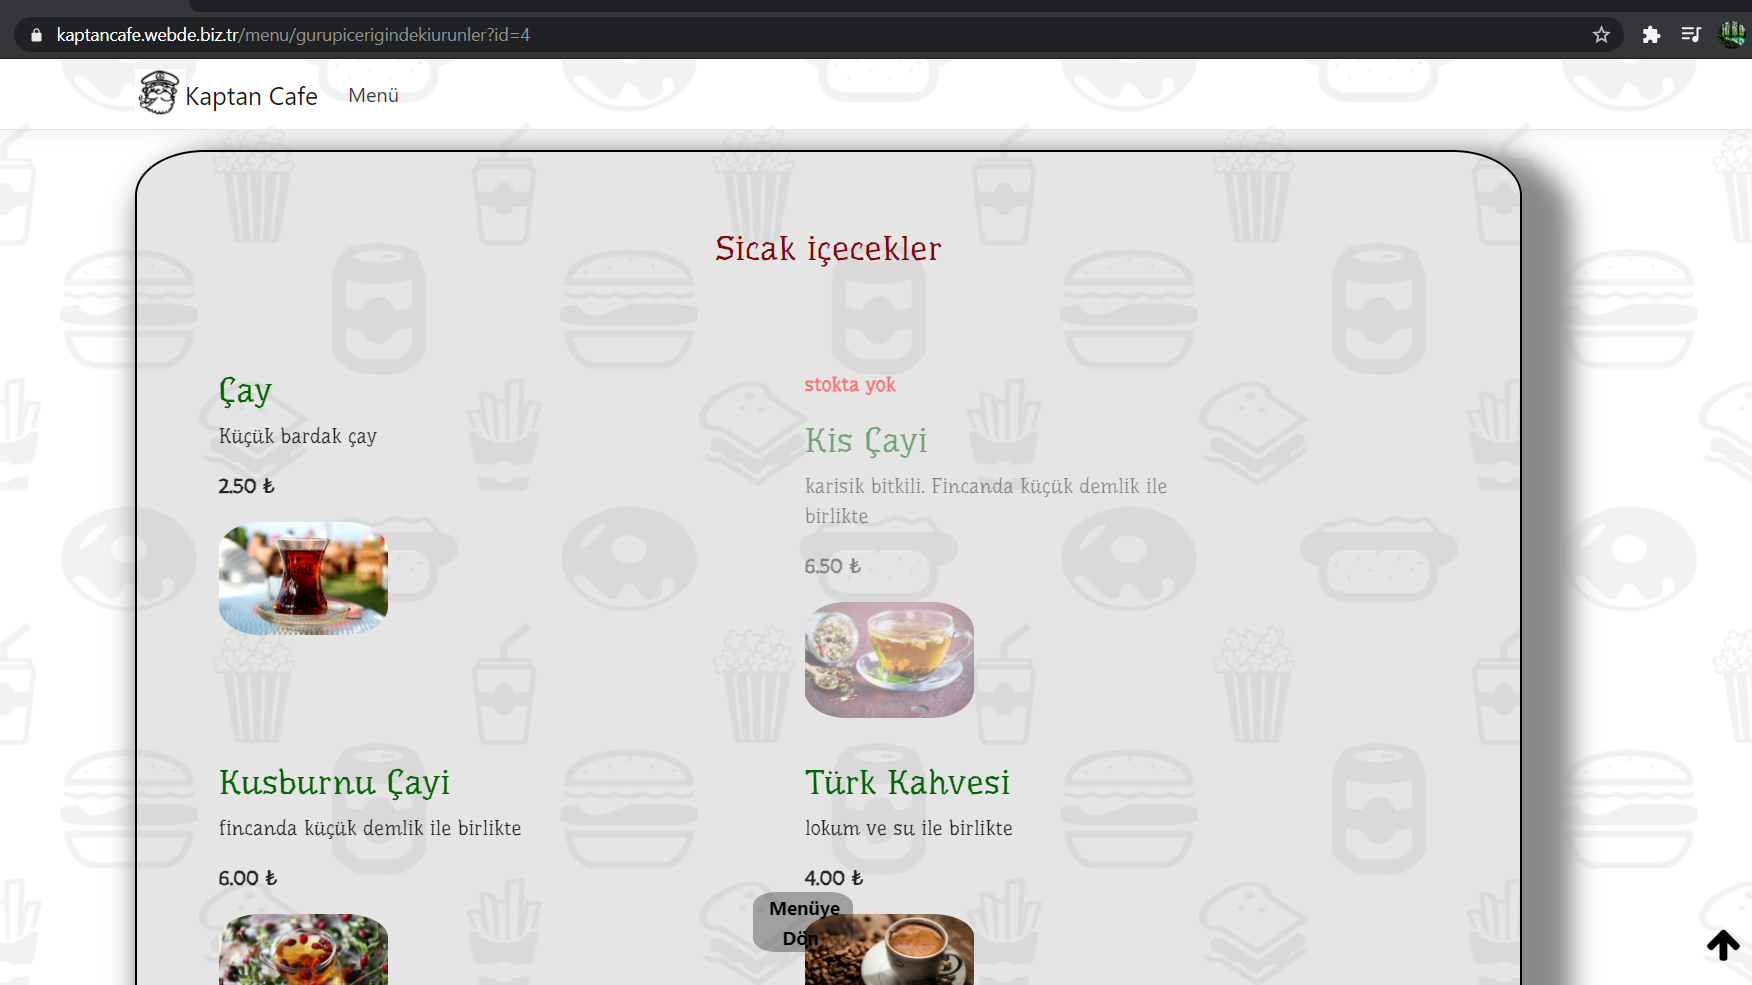 kaptancafe.webde.biz.tr/menu/gurupicerigindekiurunler?id=4
Kaptan Cafe
Menü
Sicak içecekler
Çay
Küçük bardak çay
2.50 ₺
stokta yok
Kis Çayi
karisik bitkili. Fincanda küçük demlik ile
birlikte
6.50 ₺
Kusburnu Çayi
fincanda küçük demlik ile birlikte
6.00 ₺
Türk Kahvesi
lokum ve su ile birlikte
4.00 ₺
Menüye
Dön